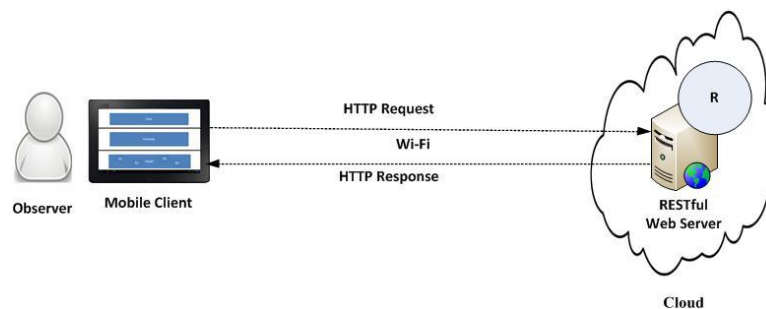 HTTP Request
R
Wi-Fi
HTTP Response
Observer
Mobile Client
RESTful
Web Server
Cloud